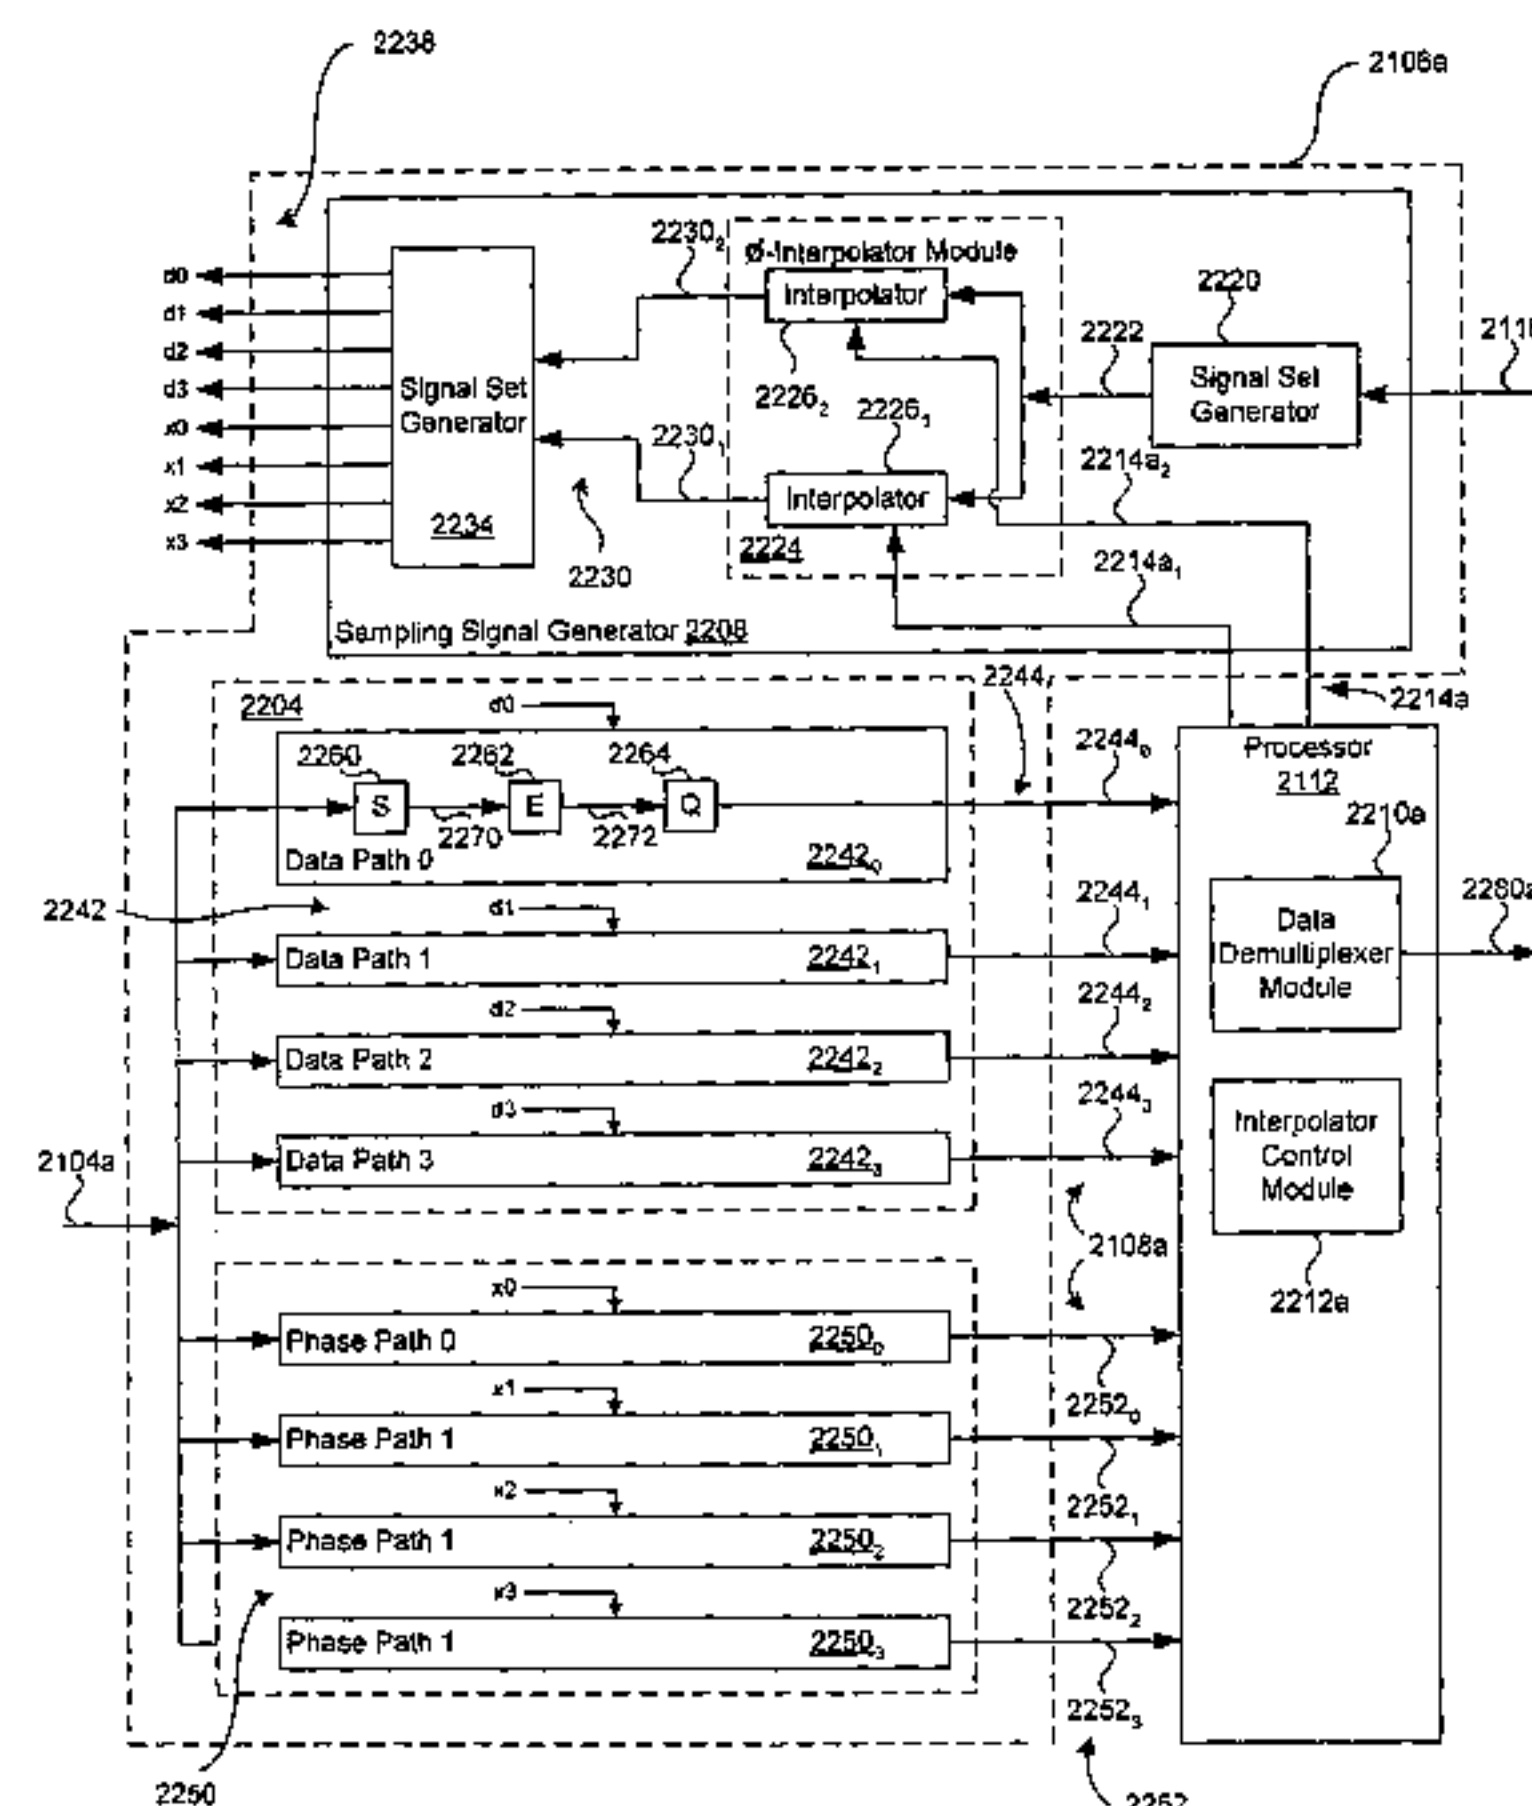 2238
2106a
2230₂
Ø-Interpolator Module
Interpolator
2220
d0
d1
d2
d3
x0
x1
x2
x3
Signal Set
Generator
2234
2226₂
2226₁
2222
Signal Set
Generator
2230₁
2214a₂
Interpolator
2224
2230
2214a₁
Sampling Signal Generator 2208
2244
2214a
2204
d0
2260
2262
2264
S
E
Q
2270
2272
Data Path 0
2242₀
2244₀
Processor
2112
2210a
2242
d1
Data Path 1
2242₁
2244₁
Data
Demultiplexer
Module
2280a
d2
Data Path 2
2242₂
2244₂
d3
Data Path 3
2242₃
2244₃
Interpolator
Control
Module
2104a
2108a
2212a
x0
Phase Path 0
2250₀
2252₀
x1
Phase Path 1
2250₁
2252₁
x2
Phase Path 1
2250₂
2252₂
x3
Phase Path 1
2250₃
2252₃
2250
2252